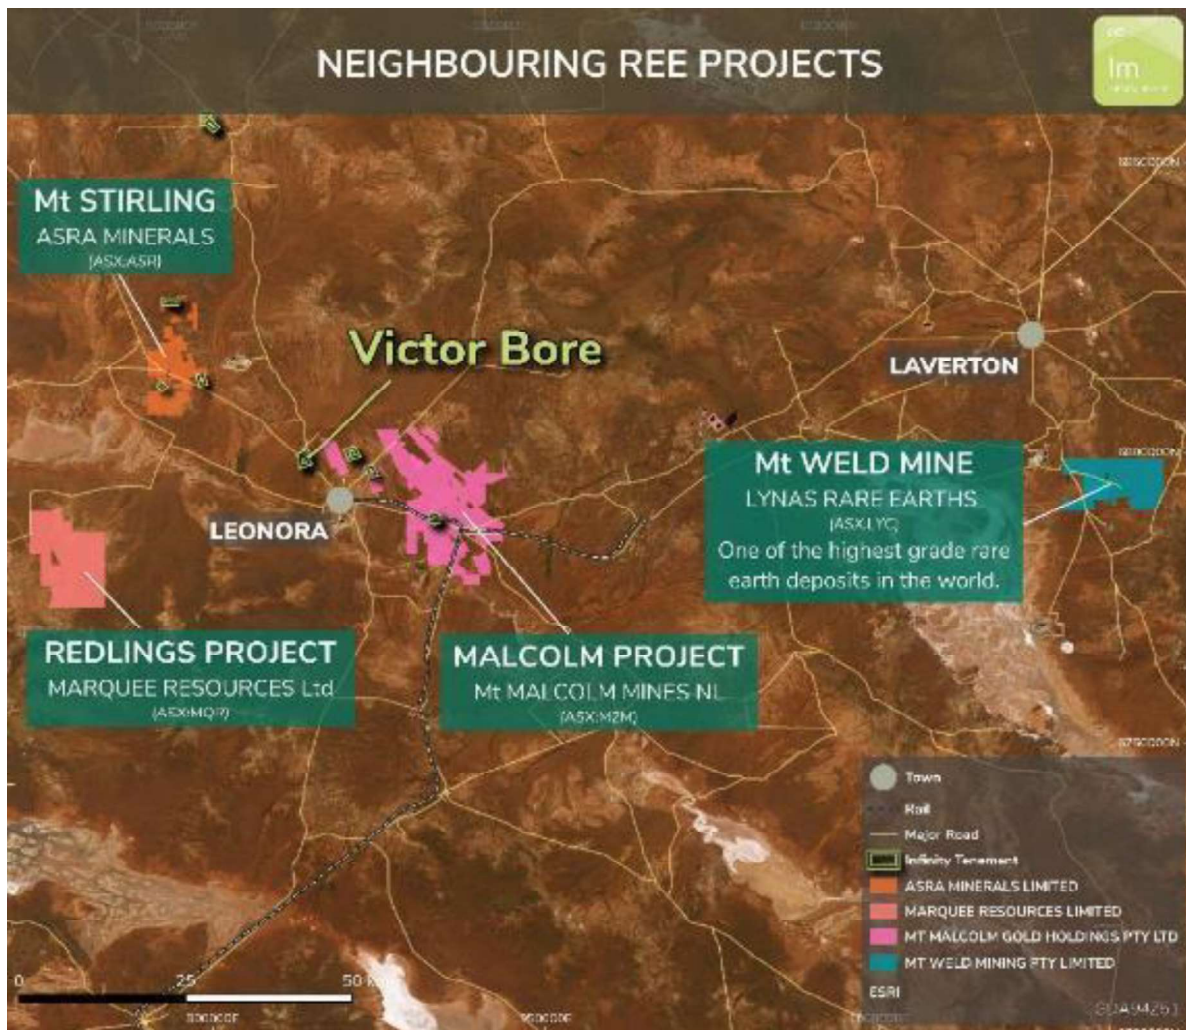 NEIGHBOURING REE PROJECTS
Im
Mt STIRLING
ASRA MINERALS
(ASX:ASR)
Victor Bore
LAVERTON
Mt WELD MINE
LYNAS RARE EARTHS
(ASX:LYC)
One of the highest grade rare
earth deposits in the world.
LEONORA
REDLINGS PROJECT
MARQUEE RESOURCES Ltd
(ASX:MQR)
MALCOLM PROJECT
Mt MALCOLM MINES NL
(ASX:M2M)
Town
Rail
Major Road
Infinity Tenement
ASRA MINERALS LIMITED
MARQUEE RESOURCES LIMITED
MT MALCOLM GOLD HOLDINGS PTY LTD
MT WELD MINING PTY LIMITED
ESRI
0 25 50